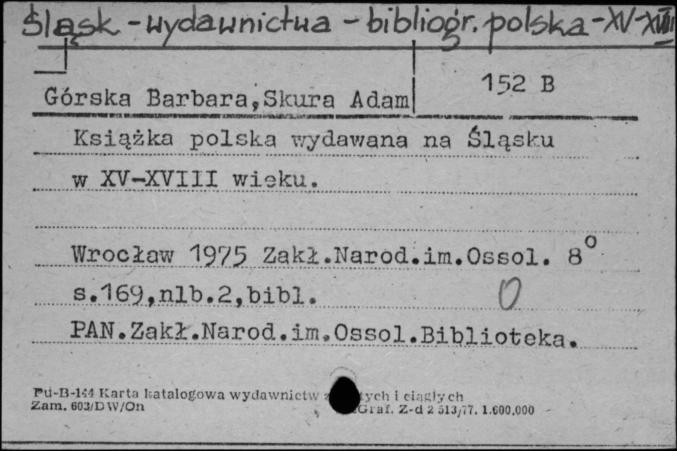 Śląsk - wydawnictwa - bibliogr. polska - XV-XVIII
152 B
Górska Barbara,Skura Adam
Książka polska wydawana na Śląsku
w XV-XVIII wieku.
Wrocław 1975 Zakł.Narod.im.Ossol. 8°
s.169,nlb.2,bibl. 0
PAN.Zakł.Narod.im.Ossol.Biblioteka.
Pu-B-144 Karta katalogowa wydawnictw i ciągłych
Zam. 603/DW/On Graf. Z-d 2 513/77. 1.600.000